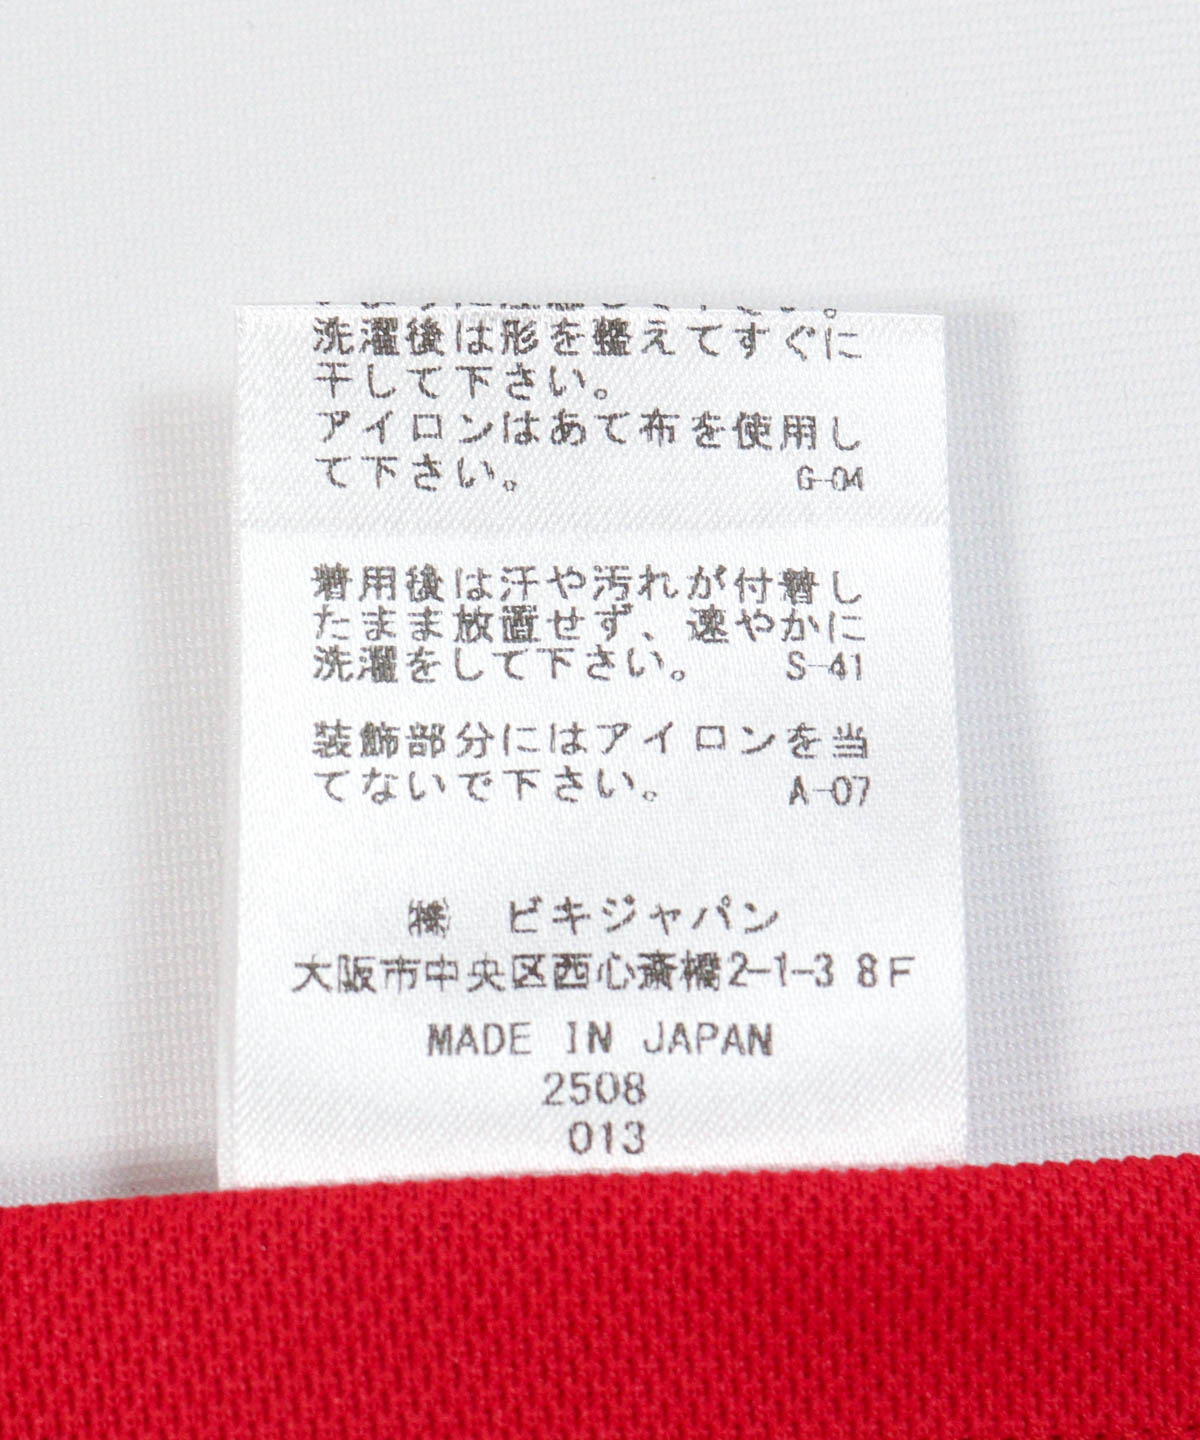 洗濯後は形を整えてすぐに
干して下さい。
アイロンはあて布を使用し
て下さい。 G-04
着用後は汗や汚れが付着し
たまま放置せず、速やかに
洗濯をして下さい。 S-41
装飾部分にはアイロンを当
てないで下さい。 A-07
㈱ ビキジャパン
大阪市中央区西心斎橋2-1-3 8F
MADE IN JAPAN
2508
013